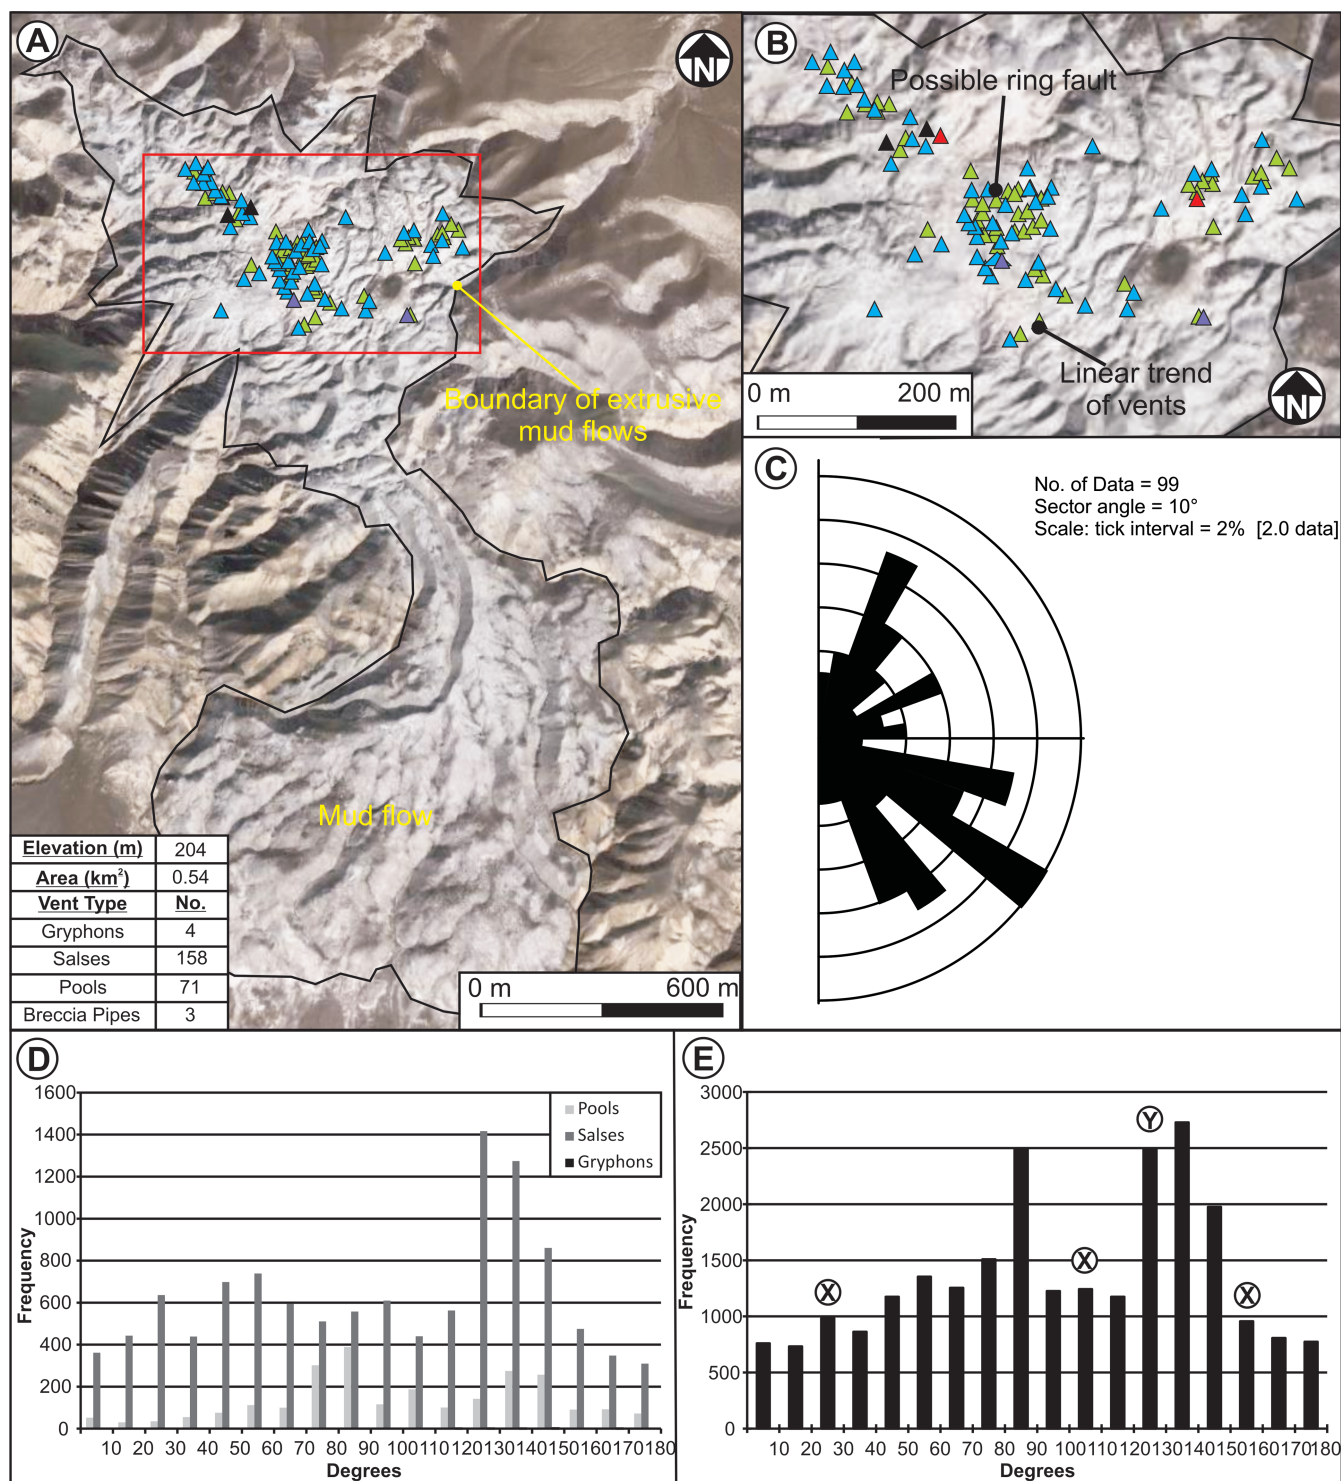 A
N
Boundary of extrusive
mud flows
Mud flow
Elevation (m) 204
Area (km²) 0.54
Vent Type No.
Gryphons 4
Salses 158
Pools 71
Breccia Pipes 3
0 m 600 m
B
N
Possible ring fault
Linear trend
of vents
0 m 200 m
C
No. of Data = 99
Sector angle = 10°
Scale: tick interval = 2% [2.0 data]
D
1600
1400
1200
1000
800
600
400
200
0
Frequency
Pools
Salses
Gryphons
10 20 30 40 50 60 70 80 90 100 110 120 130 140 150 160 170 180
Degrees
E
3000
2500
2000
1500
1000
500
0
Frequency
X
X
Y
X
10 20 30 40 50 60 70 80 90 100 110 120 130 140 150 160 170 180
Degrees